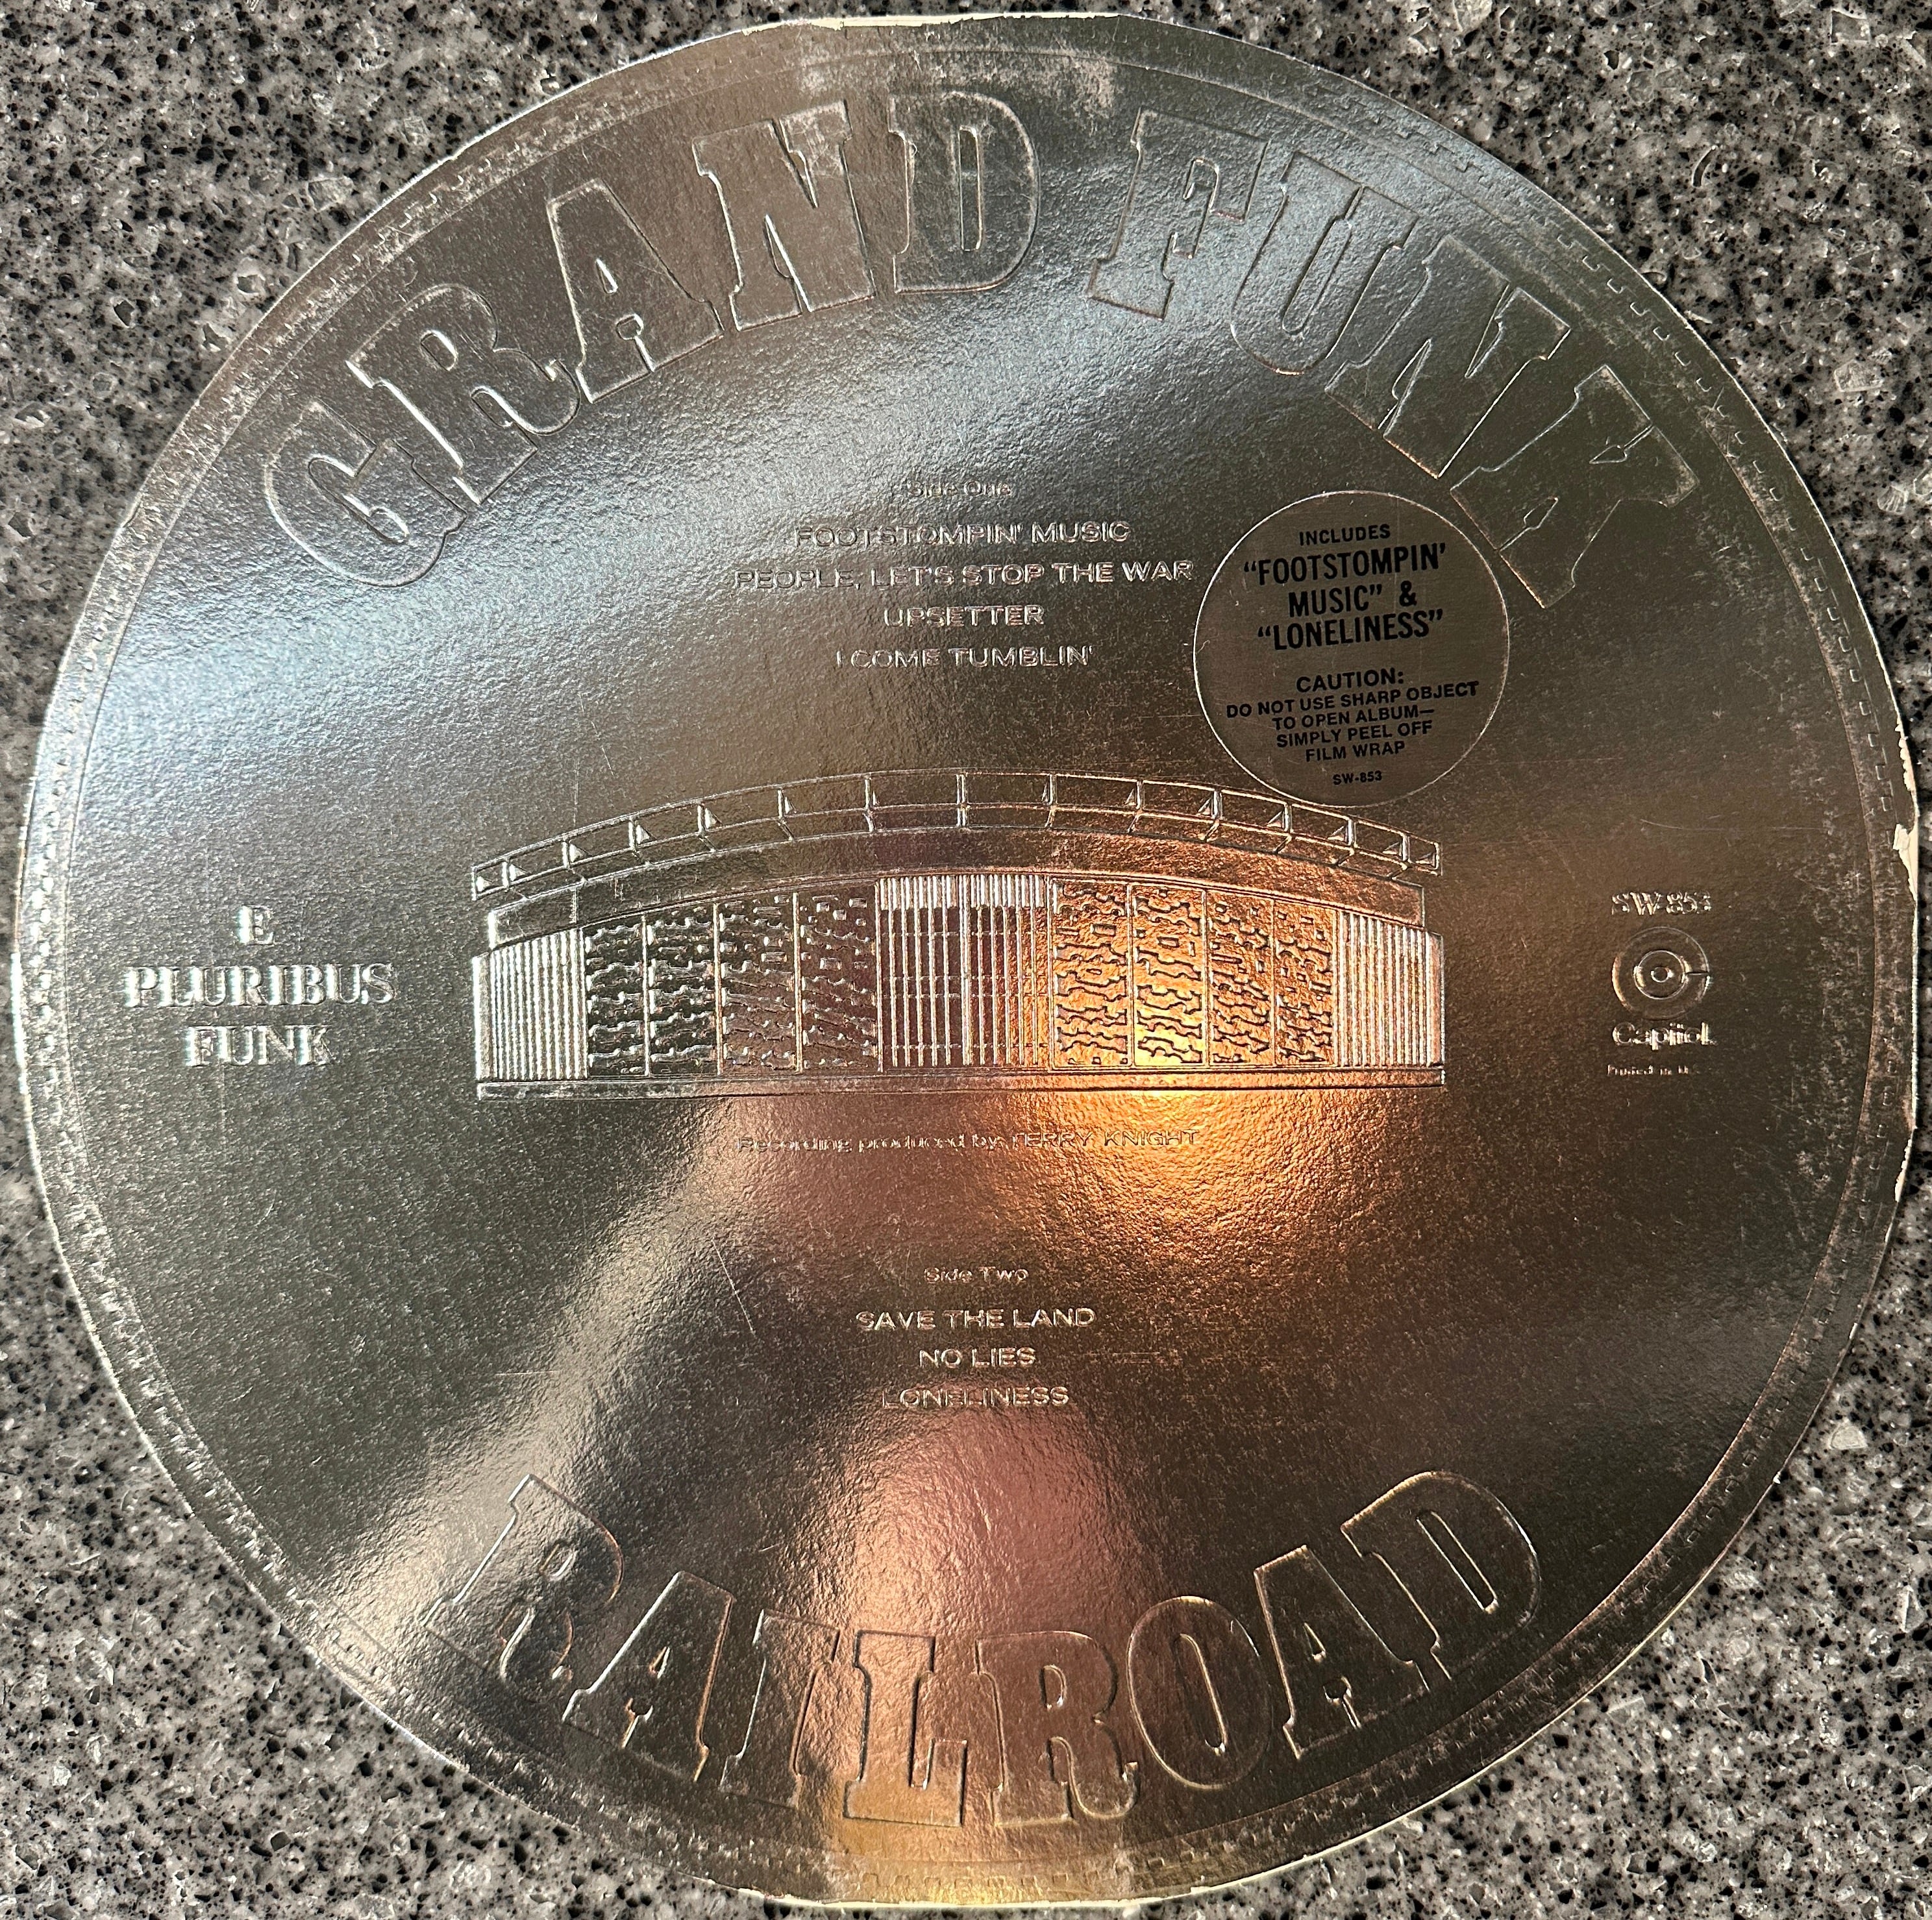 GRAND FUNK
Side One
FOOTSTOMPIN' MUSIC
PEOPLE, LET'S STOP THE WAR
UPSETTER
I COME TUMBLIN'
INCLUDES
“FOOTSTOMPIN’
MUSIC” &
“LONELINESS”
CAUTION:
DO NOT USE SHARP OBJECT
TO OPEN ALBUM—
SIMPLY PEEL OFF
FILM WRAP
SW-853
E
PLURIBUS
FUNK
SW-853
Capitol
Printed in U.
Recording produced by TERRY KNIGHT
Side Two
SAVE THE LAND
NO LIES
LONELINESS
RAILROAD